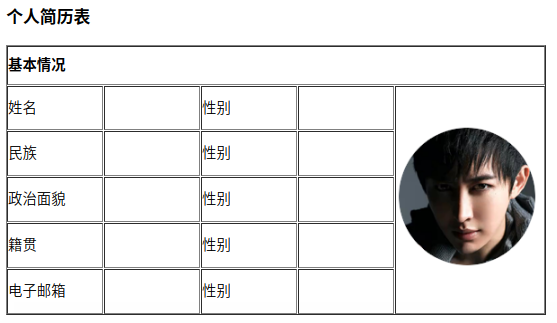 个人简历表
基本情况
姓名 性别
民族 性别
政治面貌 性别
籍贯 性别
电子邮箱 性别